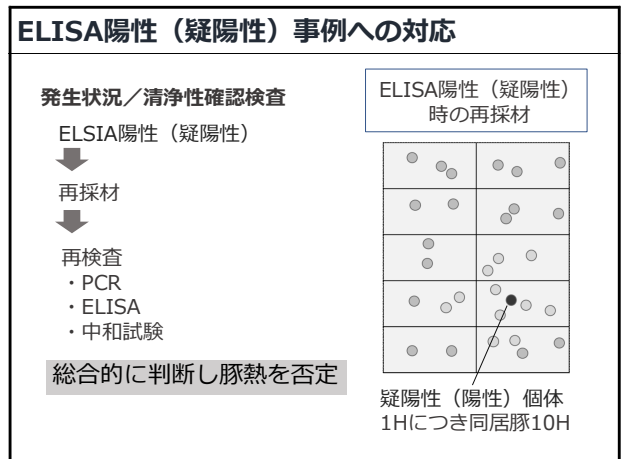 ELISA陽性（疑陽性）事例への対応
発生状況／清浄性確認検査
ELSIA陽性（疑陽性）
再採材
再検査
・PCR
・ELISA
・中和試験
総合的に判断し豚熱を否定
ELISA陽性（疑陽性）
時の再採材
疑陽性（陽性）個体
1Hにつき同居豚10H